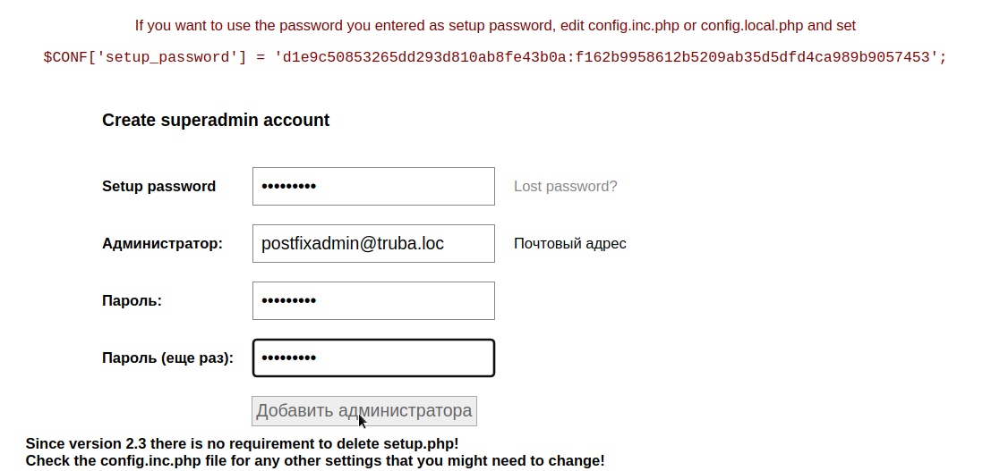 If you want to use the password you entered as setup password, edit config.inc.php or config.local.php and set
$CONF['setup_password'] = 'd1e9c50853265dd293d810ab8fe43b0a:f162b9958612b5209ab35d5dfd4ca989b9057453';
Create superadmin account
Setup password ••••••••• Lost password?
Администратор: postfixadmin@truba.loc Почтовый адрес
Пароль: •••••••••
Пароль (еще раз): •••••••••
Добавить администратора
Since version 2.3 there is no requirement to delete setup.php!
Check the config.inc.php file for any other settings that you might need to change!